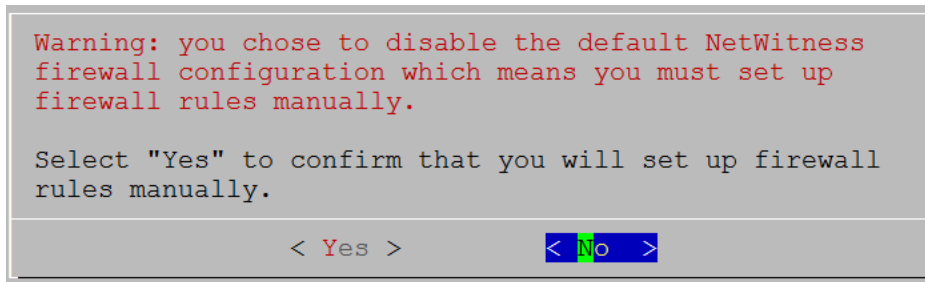 Warning: you chose to disable the default NetWitness
firewall configuration which means you must set up
firewall rules manually.
Select "Yes" to confirm that you will set up firewall
rules manually.
< Yes > < No >